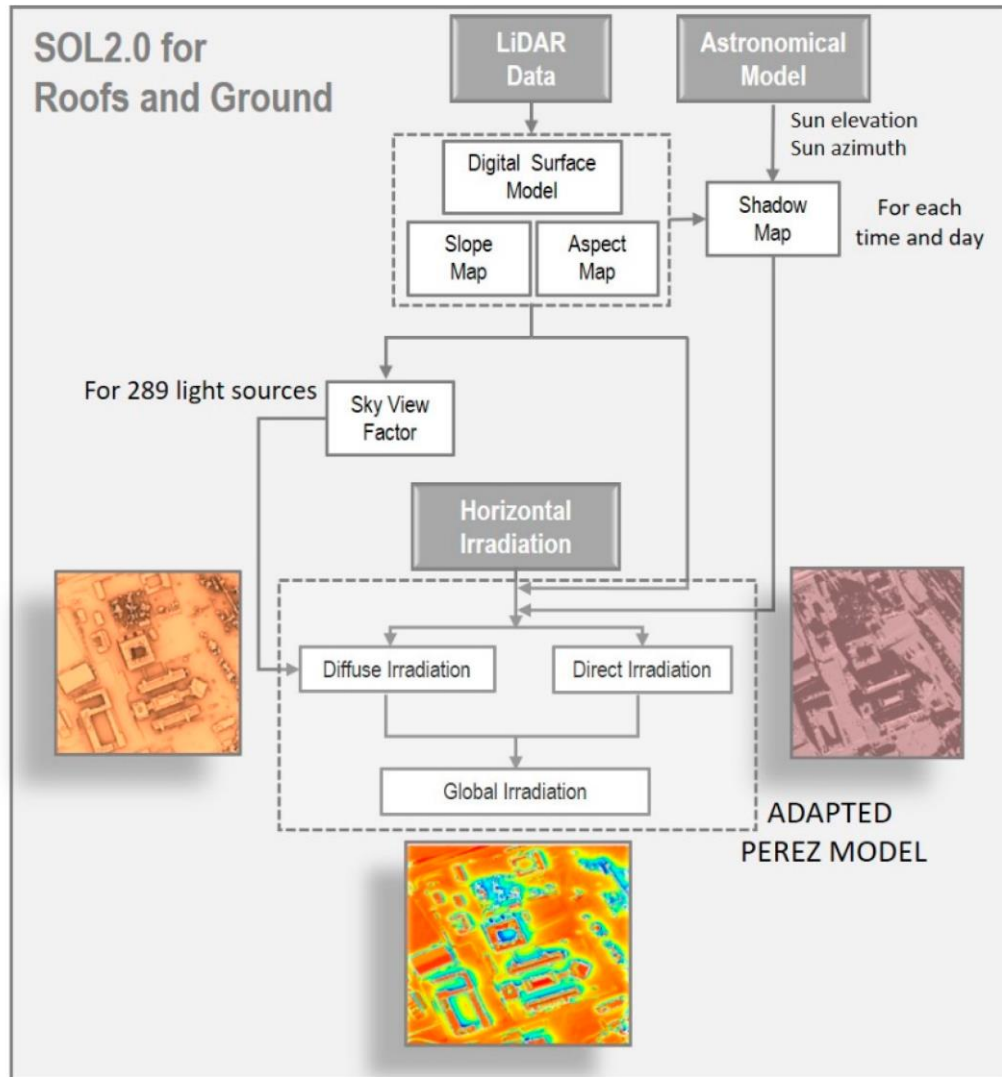 SOL2.0 for
Roofs and Ground
LiDAR
Data
Astronomical
Model
Sun elevation
Sun azimuth
Digital Surface
Model
Slope
Map
Aspect
Map
Shadow
Map
For each
time and day
For 289 light sources
Sky View
Factor
Horizontal
Irradiation
Diffuse Irradiation
Direct Irradiation
Global Irradiation
ADAPTED
PEREZ MODEL